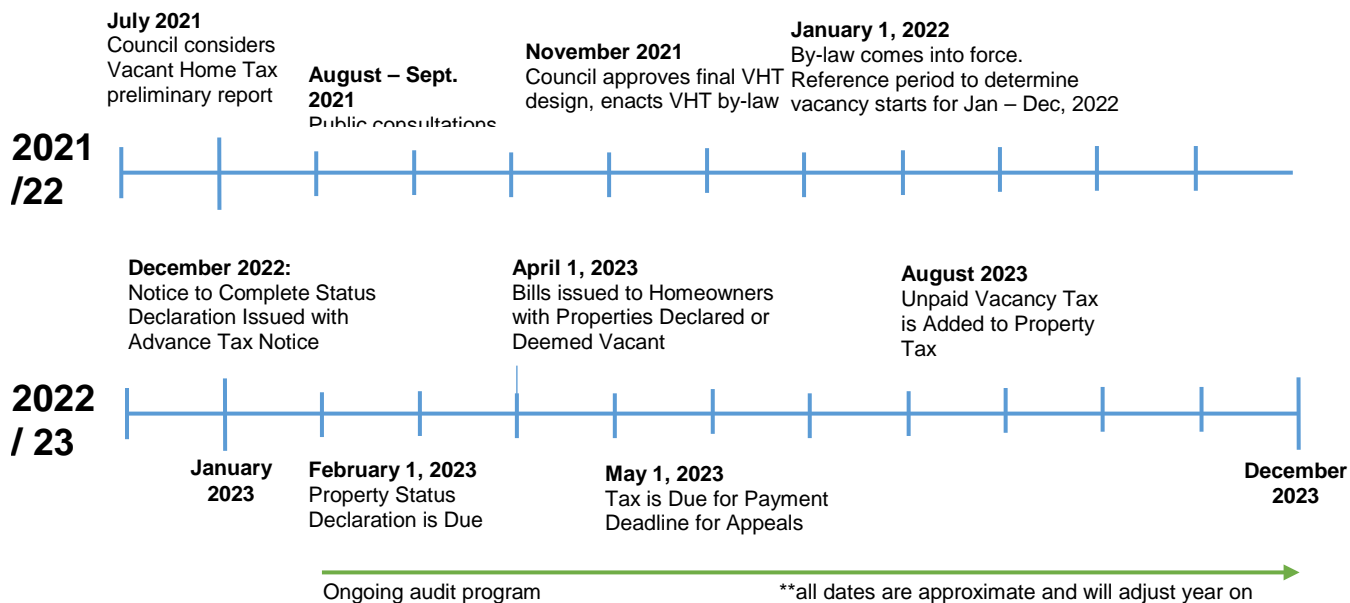 July 2021
Council considers
Vacant Home Tax
preliminary report
August – Sept.
2021
Public consultations
November 2021
Council approves final VHT
design, enacts VHT by-law
January 1, 2022
By-law comes into force.
Reference period to determine
vacancy starts for Jan – Dec, 2022
2021
/22
December 2022:
Notice to Complete Status
Declaration Issued with
Advance Tax Notice
April 1, 2023
Bills issued to Homeowners
with Properties Declared or
Deemed Vacant
August 2023
Unpaid Vacancy Tax
is Added to Property
Tax
2022
/ 23
January
2023
February 1, 2023
Property Status
Declaration is Due
May 1, 2023
Tax is Due for Payment
Deadline for Appeals
December
2023
Ongoing audit program
**all dates are approximate and will adjust year on